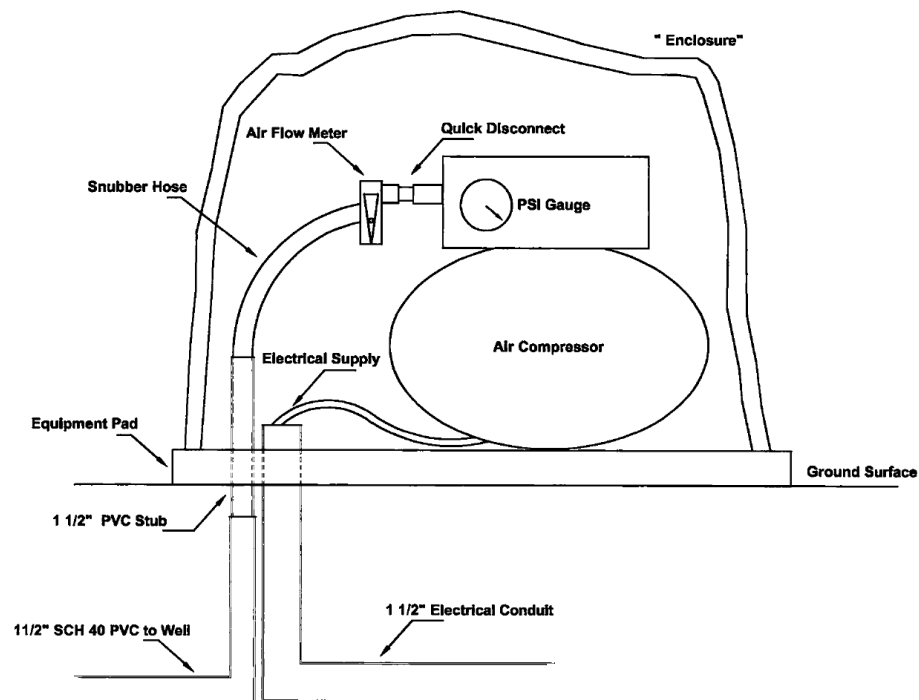 " Enclosure"
Air Flow Meter
Quick Disconnect
Snubber Hose
PSI Gauge
Air Compressor
Electrical Supply
Equipment Pad
Ground Surface
1 1/2" PVC Stub
1 1/2" Electrical Conduit
11/2" SCH 40 PVC to Well